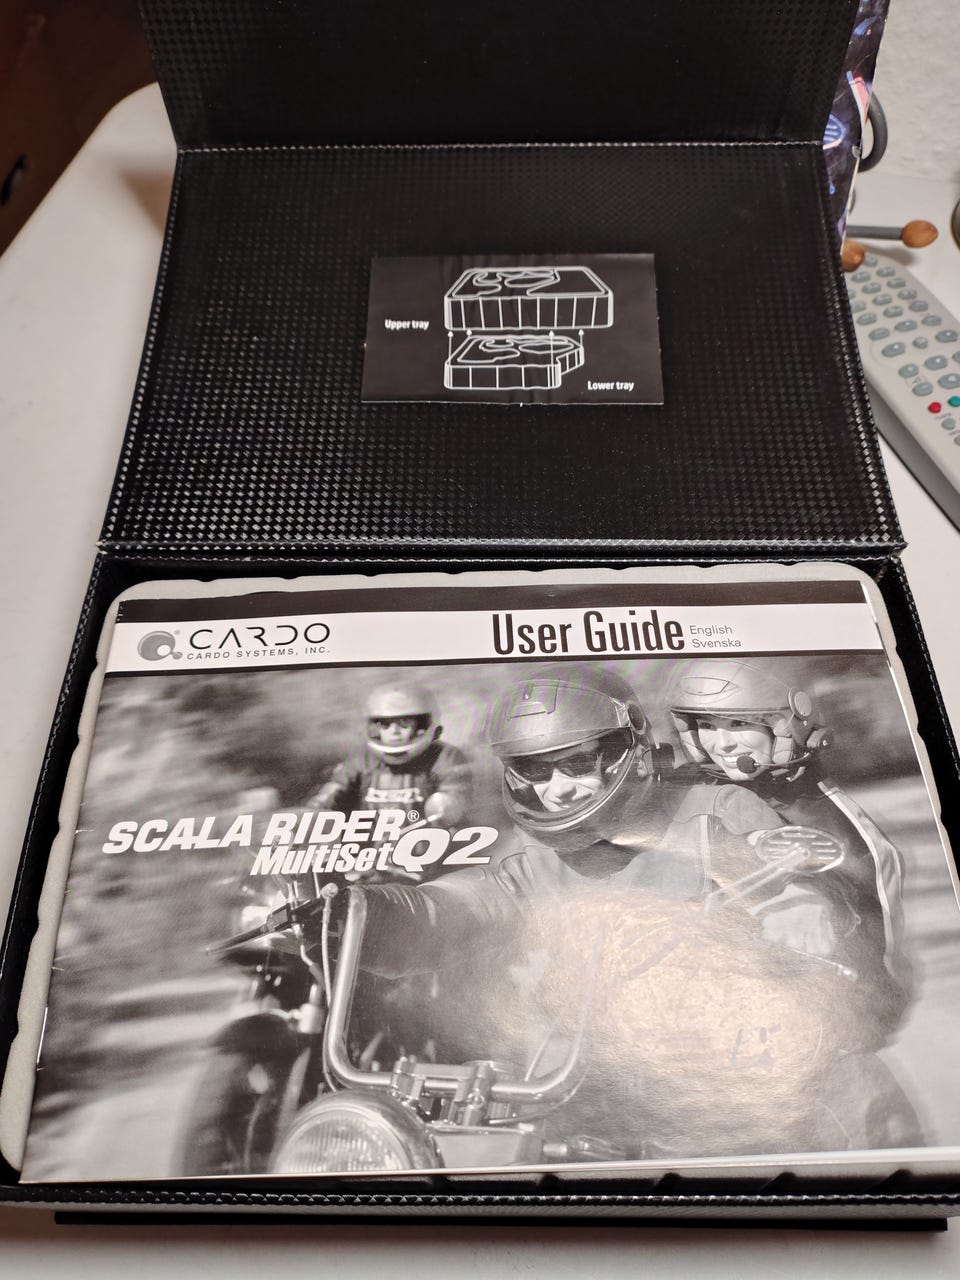 Upper tray
Lower tray
CARDO
CARDO SYSTEMS, INC.
User Guide
English
Svenska
SCALA RIDER®
MultiSet Q2